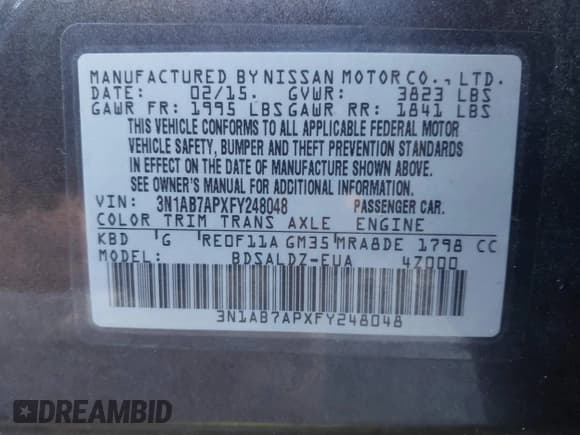 MANUFACTURED BY NISSAN MOTOR CO., LTD.
DATE: 02/15. GVWR: 3823 LBS
GAWR FR: 1995 LBS GAWR RR: 1841 LBS
THIS VEHICLE CONFORMS TO ALL APPLICABLE FEDERAL MOTOR
VEHICLE SAFETY, BUMPER AND THEFT PREVENTION STANDARDS
IN EFFECT ON THE DATE OF MANUFACTURE SHOWN ABOVE.
SEE OWNER'S MANUAL FOR ADDITIONAL INFORMATION.
VIN: 3N1AB7APXFY248048 PASSENGER CAR.
COLOR TRIM TRANS AXLE ENGINE
KBD 'G RE0F11A GM35 MRA8DE 1798 CC
MODEL: BDSALDZ-EUA 4Z000
3N1AB7APXFY248048
DREAMBID